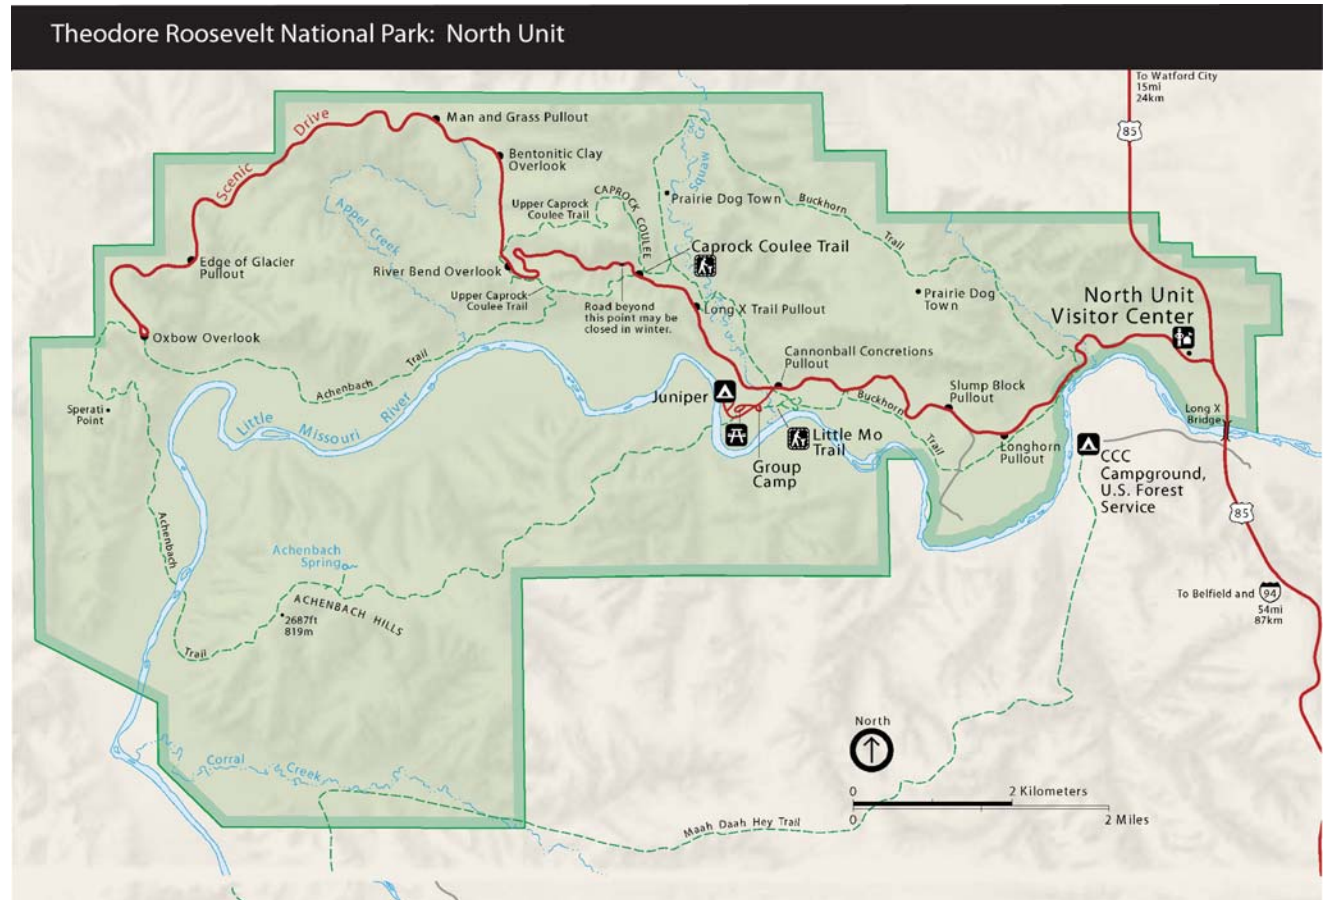 Theodore Roosevelt National Park: North Unit
To Watford City
15mi
24km
85
Scenic Drive
Man and Grass Pullout
Bentonitic Clay
Overlook
Squaw Cr
Appel Creek
Upper Caprock
Coulee Trail
CAPROCK COULEE
Prairie Dog Town
Buckhorn
Trail
Caprock Coulee Trail
Edge of Glacier
Pullout
River Bend Overlook
Upper Caprock
Coulee Trail
Road beyond
this point may be
closed in winter.
Long X Trail Pullout
Prairie Dog
Town
North Unit
Visitor Center
Oxbow Overlook
Achenbach Trail
Cannonball Concretions
Pullout
Slump Block
Pullout
Juniper
Buckhorn
Trail
Sperati
Point
Little Missouri River
Long X
Bridge
Little Mo
Trail
Group
Camp
Longhorn
Pullout
CCC
Campground,
U.S. Forest
Service
85
Achenbach
Trail
Achenbach
Spring
ACHENBACH HILLS
2687ft
819m
To Belfield and 94
54mi
87km
North
Corral Creek
0
2 Kilometers
0
2 Miles
Maah Daah Hey Trail